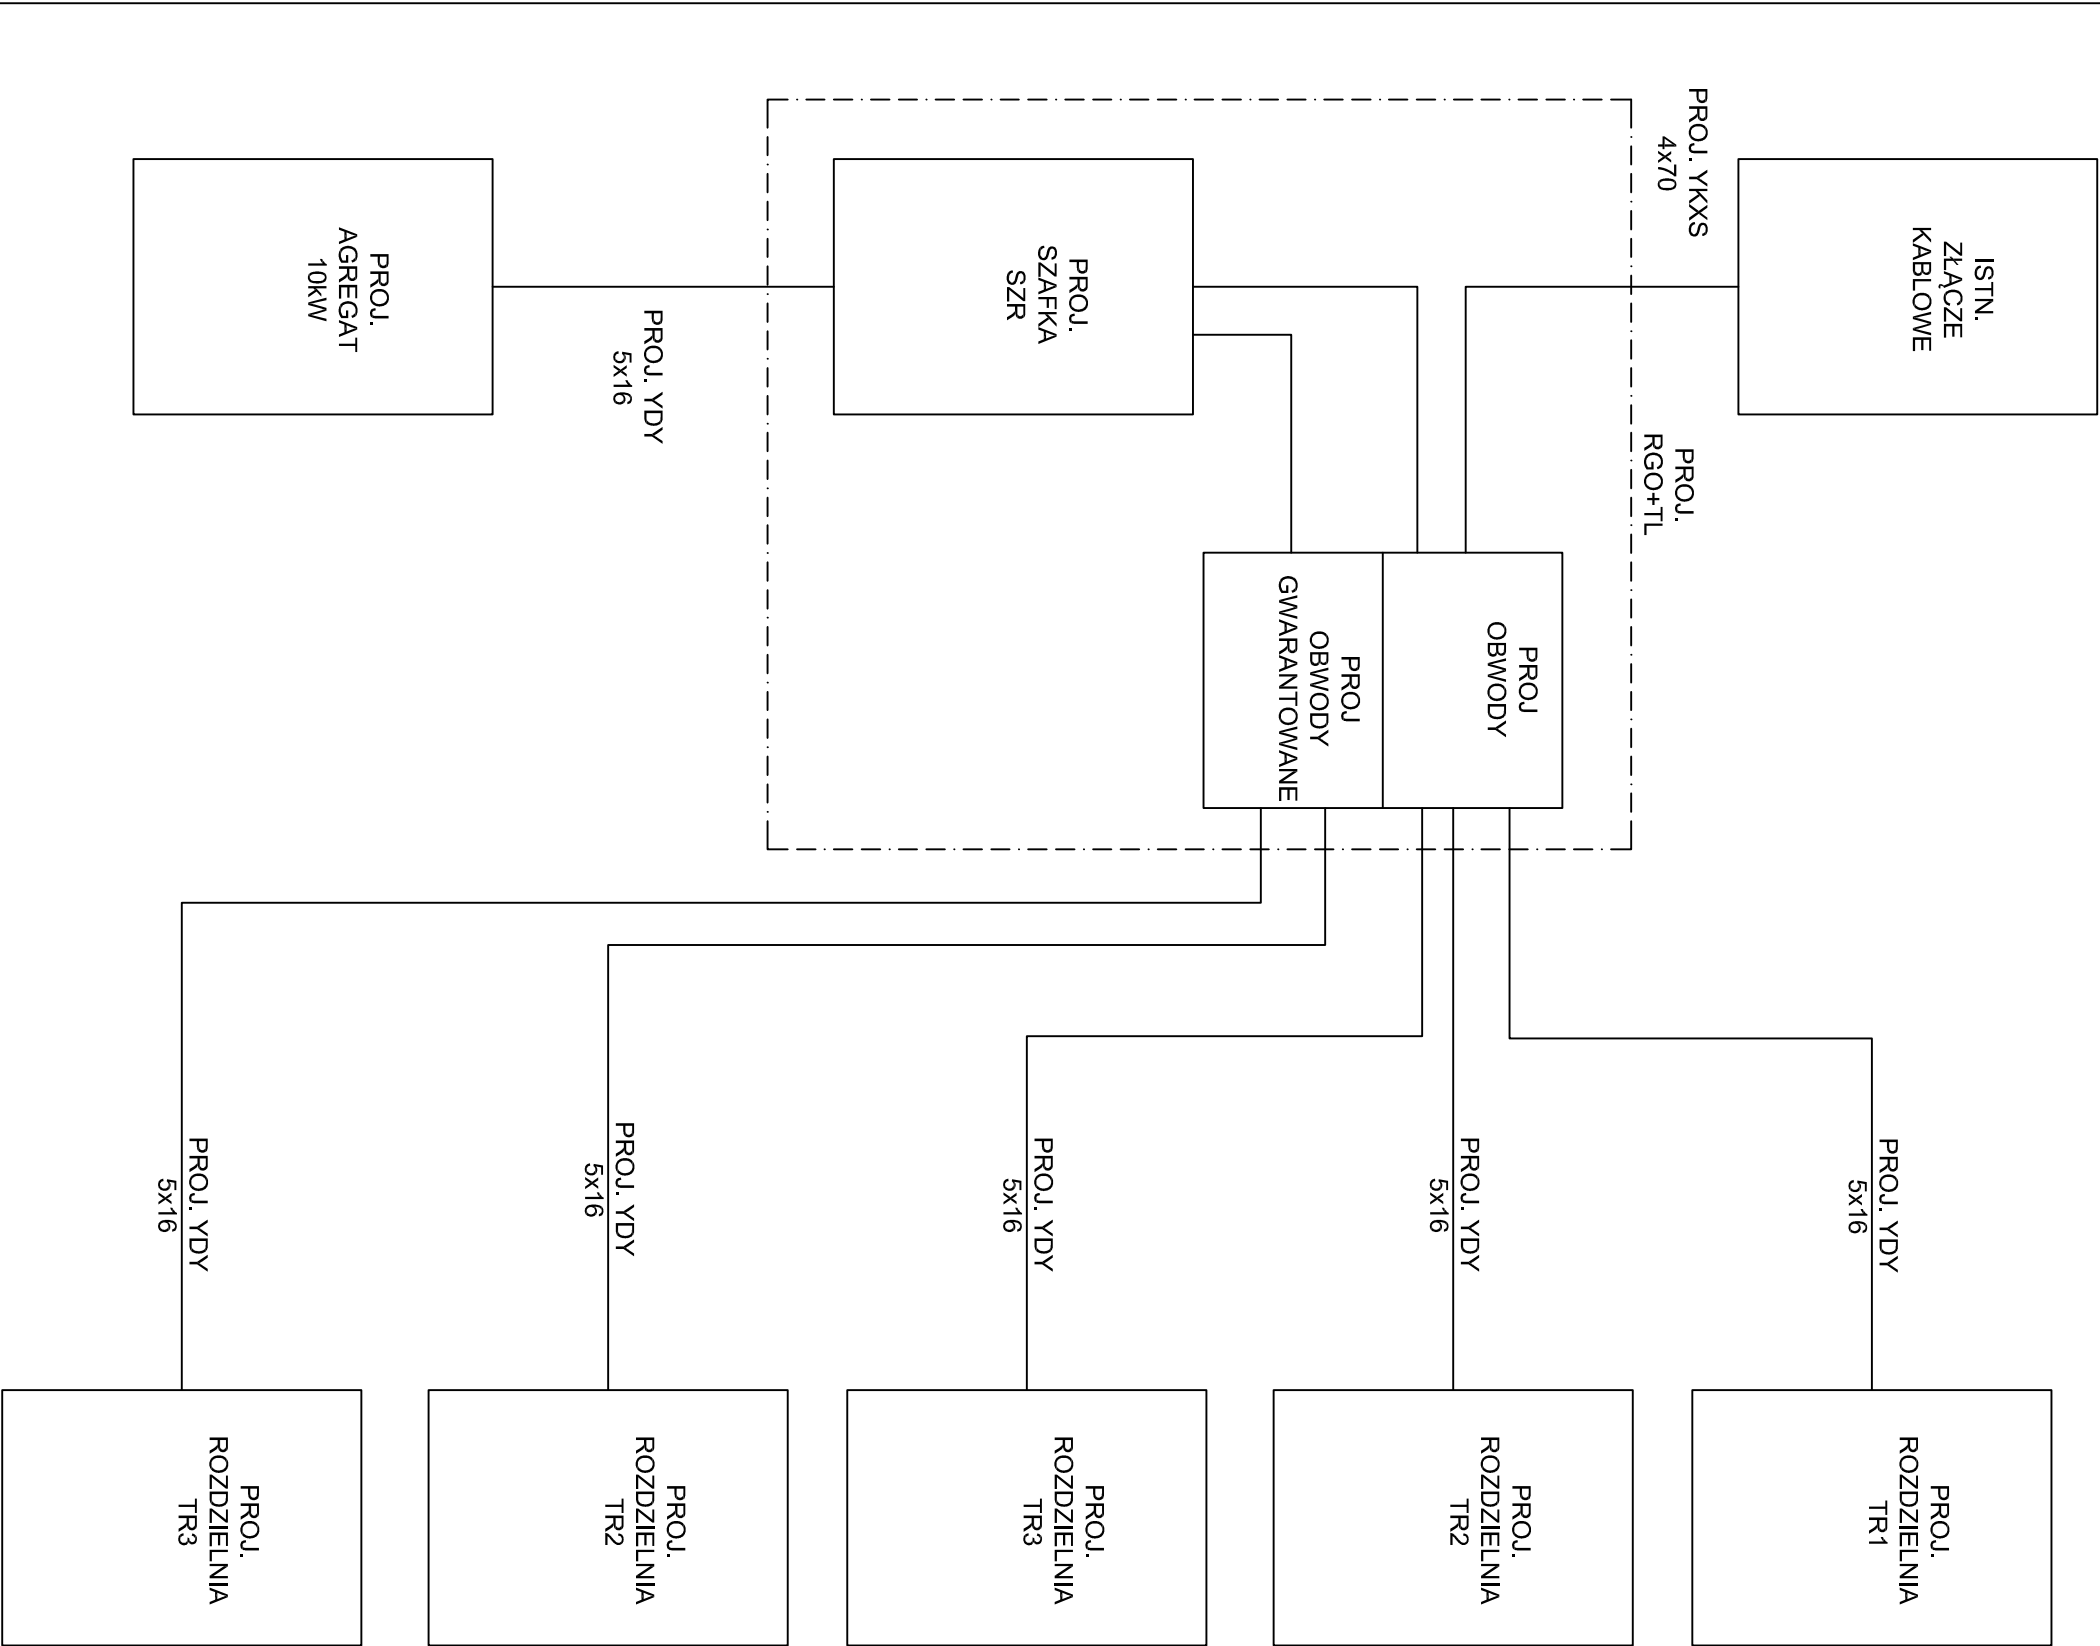 ISTN.
ZŁĄCZE
KABLOWE
PROJ. YKXS
4x70
PROJ.
RGO+TL
PROJ.
SZAFKA
SZR
PROJ. YDY
5x16
PROJ.
AGREGAT
10kW
PROJ
OBWODY
PROJ
OBWODY
GWARANTOWANE
PROJ. YDY
5x16
PROJ. YDY
5x16
PROJ. YDY
5x16
PROJ. YDY
5x16
PROJ. YDY
5x16
PROJ.
ROZDZIELNIA
TR1
PROJ.
ROZDZIELNIA
TR2
PROJ.
ROZDZIELNIA
TR3
PROJ.
ROZDZIELNIA
TR2
PROJ.
ROZDZIELNIA
TR3